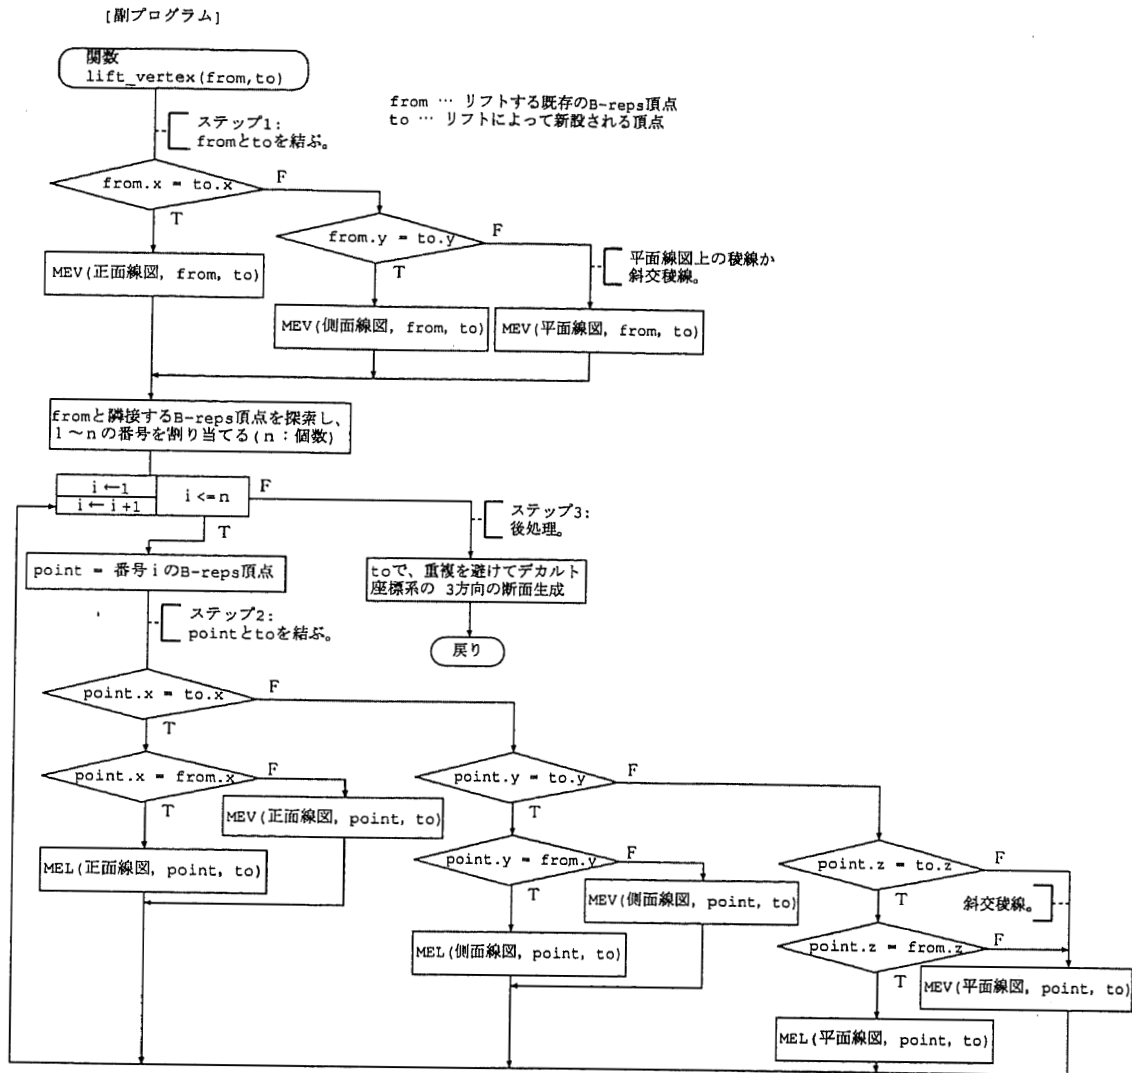 [副プログラム]
関数
lift_vertex(from,to)
from … リフトする既存のB-reps頂点
to … リフトによって新設される頂点
ステップ1:
fromとtoを結ぶ。
from.x = to.x
F
T
from.y = to.y
F
T
平面線図上の稜線か
斜交稜線。
MEV(正面線図, from, to)
MEV(側面線図, from, to)
MEV(平面線図, from, to)
fromと隣接するB-reps頂点を探索し、
1〜nの番号を割り当てる(n:個数)
i←1
i←i+1
i<=n
F
T
ステップ3:
後処理。
point = 番号iのB-reps頂点
toで、重複を避けてデカルト
座標系の 3方向の断面生成
ステップ2:
pointとtoを結ぶ。
戻り
point.x = to.x
F
T
point.x = from.x
F
T
point.y = to.y
F
T
MEV(正面線図, point, to)
MEL(正面線図, point, to)
point.y = from.y
F
T
point.z = to.z
F
T
MEV(側面線図, point, to)
斜交稜線。
MEL(側面線図, point, to)
point.z = from.z
F
T
MEV(平面線図, point, to)
MEL(平面線図, point, to)